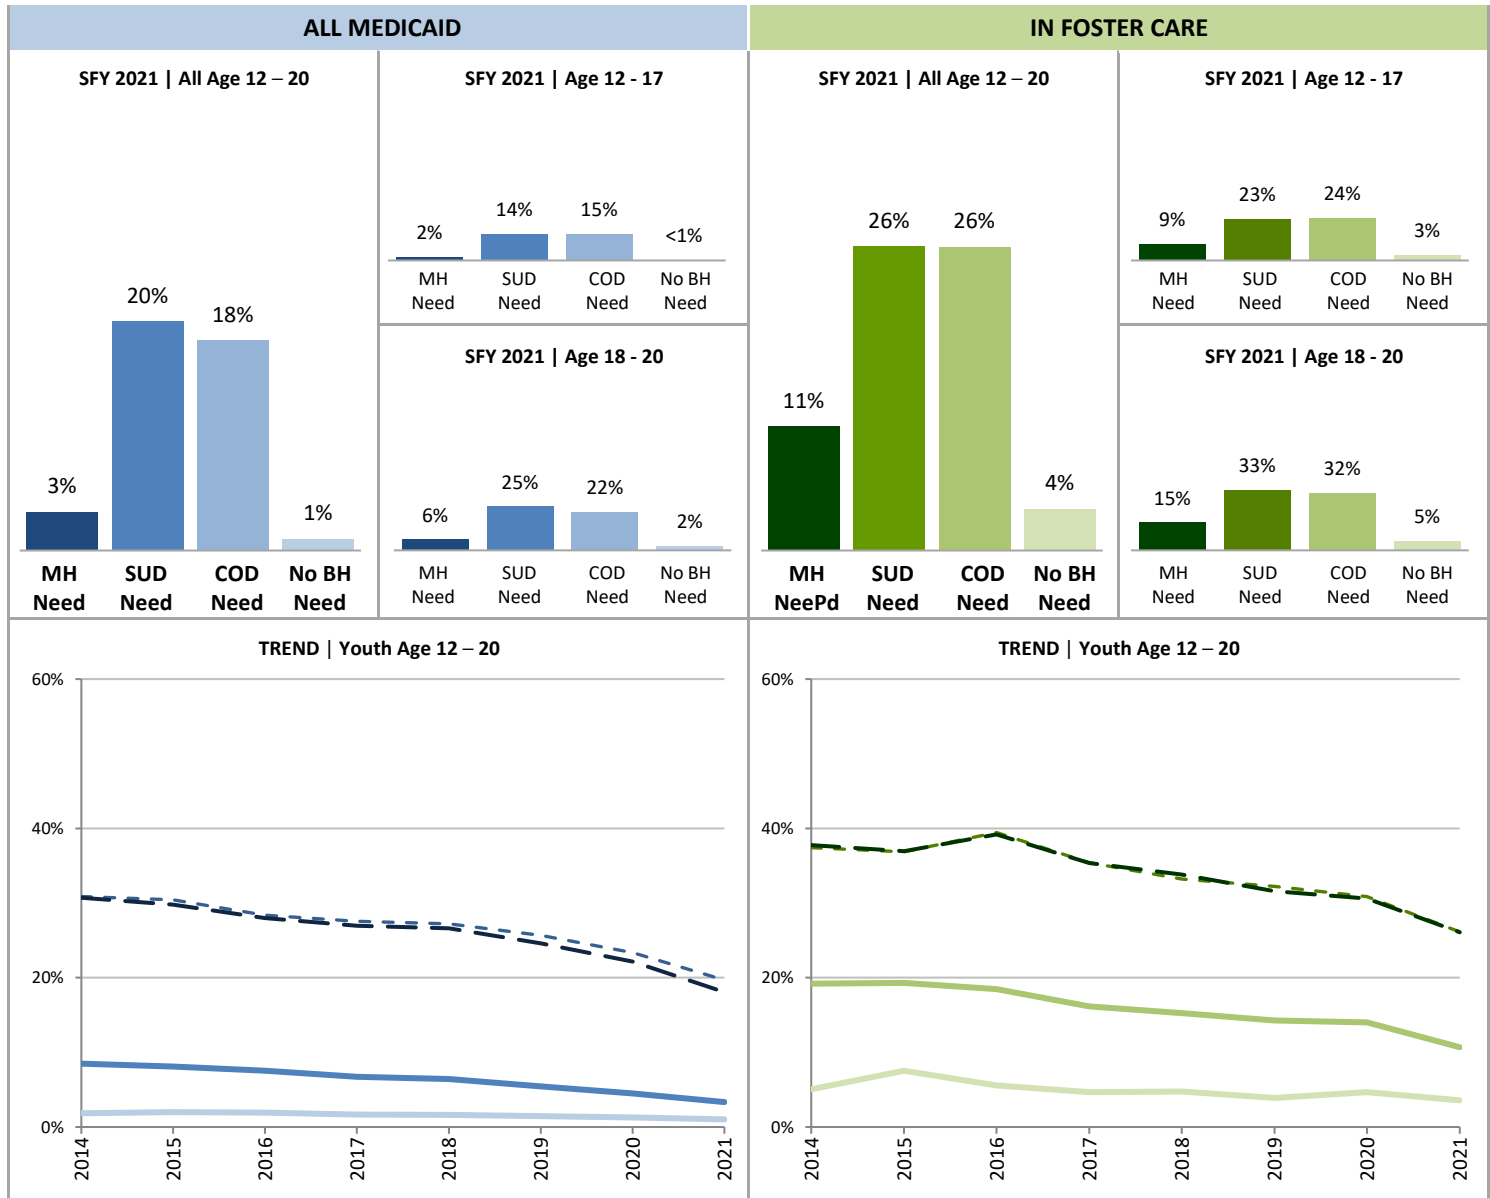 ALL MEDICAID
SFY 2021 | All Age 12 – 20
3%
20%
18%
1%
MH Need
SUD Need
COD Need
No BH Need
SFY 2021 | Age 12 - 17
2%
14%
15%
<1%
MH Need
SUD Need
COD Need
No BH Need
SFY 2021 | Age 18 - 20
6%
25%
22%
2%
MH Need
SUD Need
COD Need
No BH Need
TREND | Youth Age 12 – 20
60%
40%
20%
0%
2014
2015
2016
2017
2018
2019
2020
2021
IN FOSTER CARE
SFY 2021 | All Age 12 – 20
11%
26%
26%
4%
MH NeePd
SUD Need
COD Need
No BH Need
SFY 2021 | Age 12 - 17
9%
23%
24%
3%
MH Need
SUD Need
COD Need
No BH Need
SFY 2021 | Age 18 - 20
15%
33%
32%
5%
MH Need
SUD Need
COD Need
No BH Need
TREND | Youth Age 12 – 20
60%
40%
20%
0%
2014
2015
2016
2017
2018
2019
2020
2021